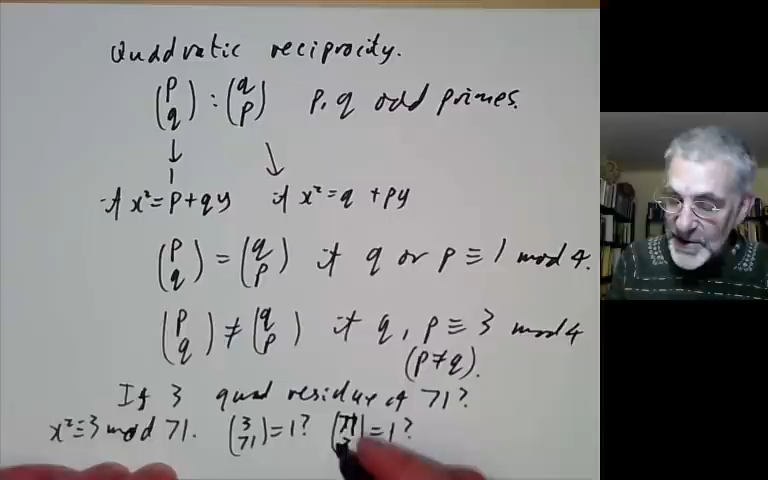 Quadratic reciprocity.
(p/q) : (q/p) p, q odd primes.
↓ ↘
1 if x² = p + qy if x² = q + py
(p/q) = (q/p) if q or p ≡ 1 mod 4.
(p/q) ≠ (q/p) if q, p ≡ 3 mod 4
(p ≠ q).
Is 3 quad residue of 71?
x² ≡ 3 mod 71. (3/71) = 1? (71/3) = 1?